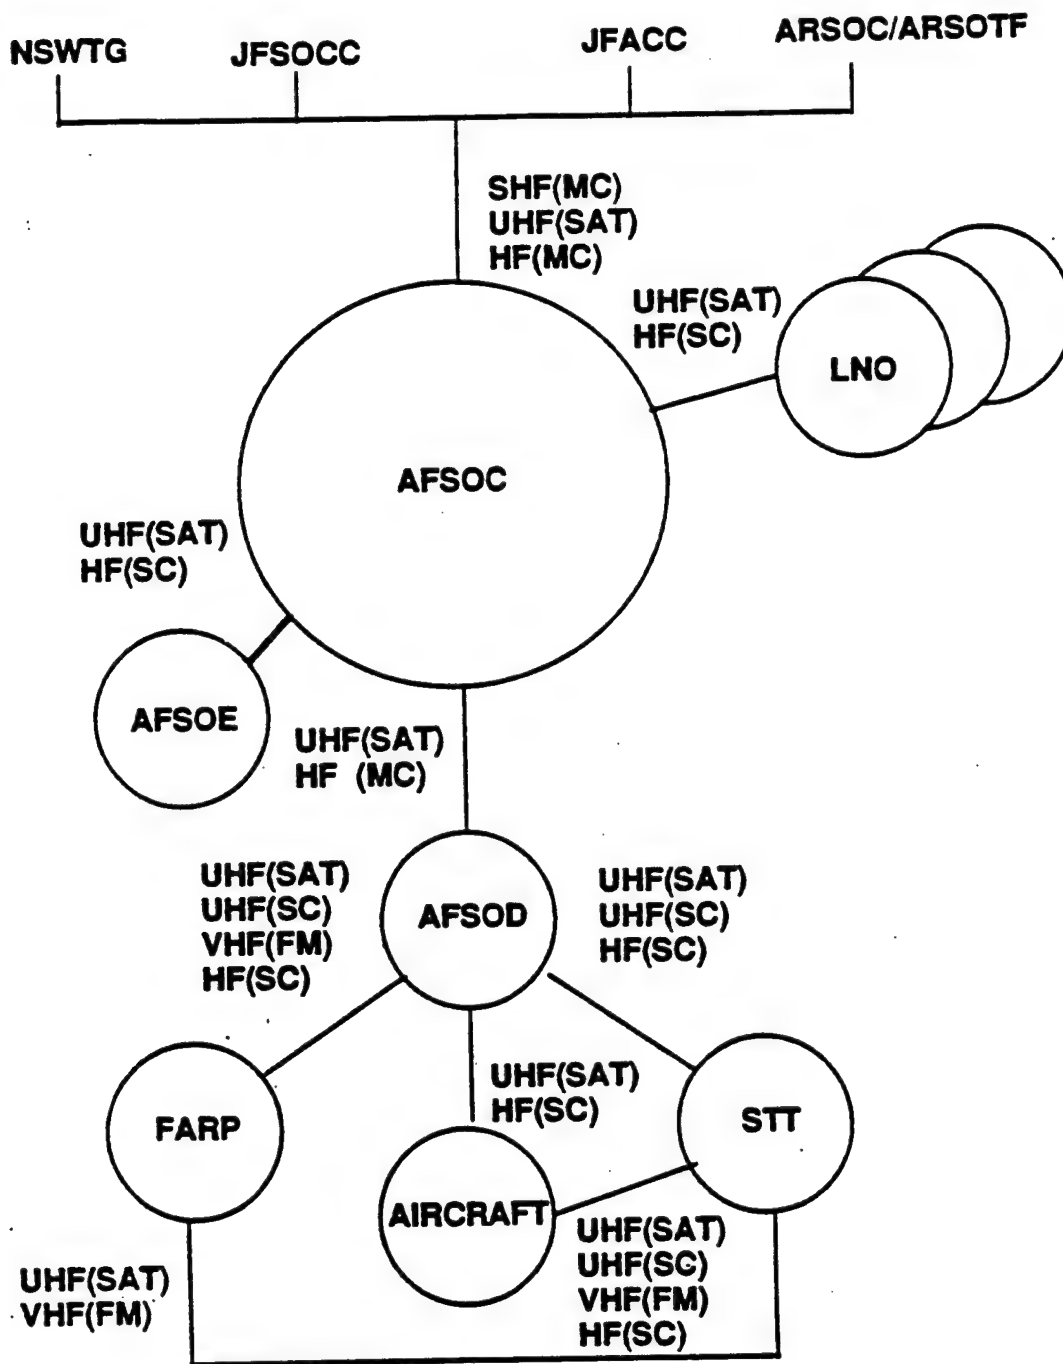 NSWTG
JFSOCC
JFACC
ARSOC/ARSOTF
SHF(MC)
UHF(SAT)
HF(MC)
UHF(SAT)
HF(SC)
LNO
AFSOC
UHF(SAT)
HF(SC)
AFSOE
UHF(SAT)
HF (MC)
UHF(SAT)
UHF(SC)
VHF(FM)
HF(SC)
AFSOD
UHF(SAT)
UHF(SC)
HF(SC)
UHF(SAT)
HF(SC)
FARP
STT
AIRCRAFT
UHF(SAT)
VHF(FM)
UHF(SAT)
UHF(SC)
VHF(FM)
HF(SC)